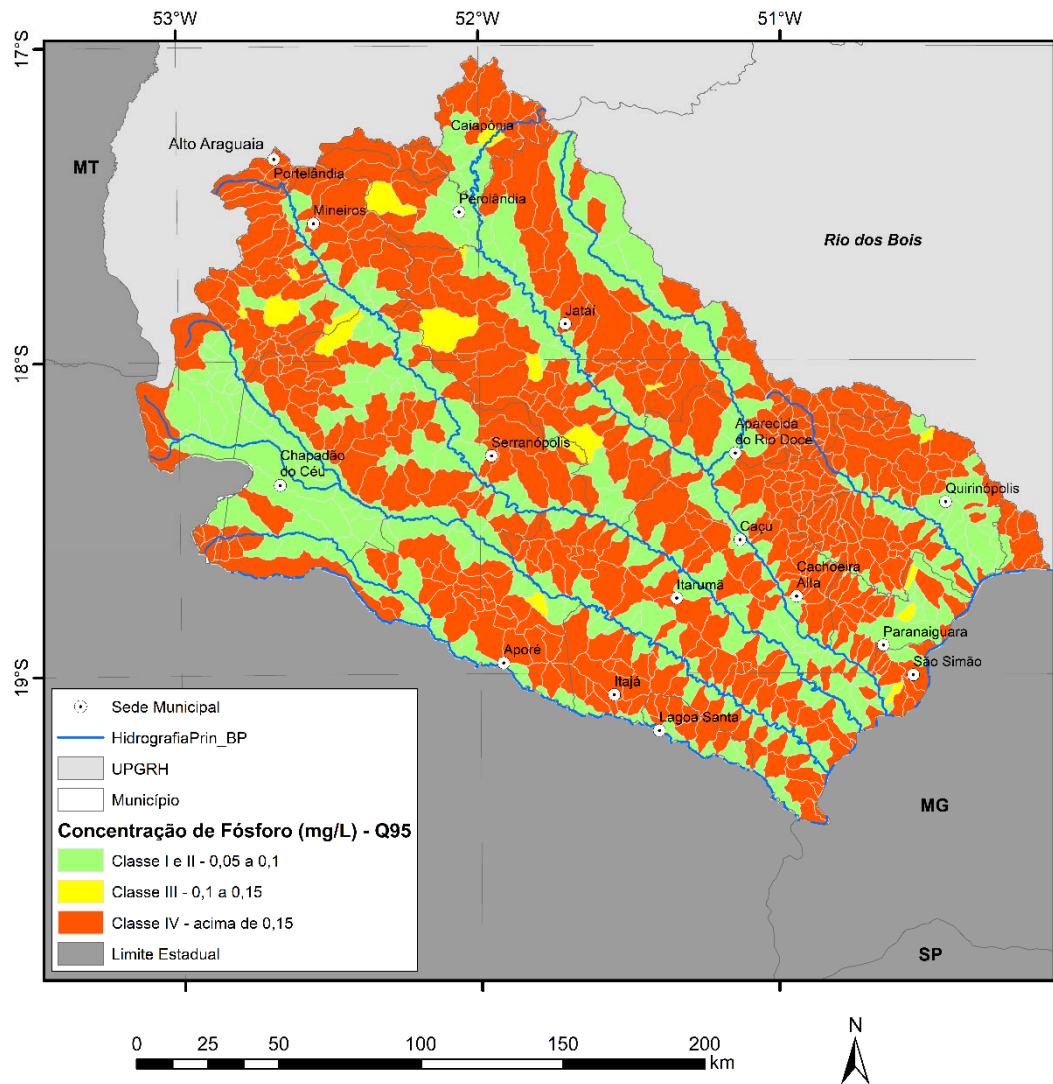 53°W
52°W
51°W
17°S
18°S
19°S
MT
Rio dos Bois
MG
SP
Caiapônia
Alto Araguaia
Portelândia
Mineiros
Perolândia
Jataí
Aparecida
do Rio Doce
Serranópolis
Chapadão
do Céu
Quirinópolis
Caçu
Cachoeira
Alta
Itarumã
Paranaiguara
São Simão
Aporé
Itajá
Lagoa Santa
Sede Municipal
HidrografiaPrin_BP
UPGRH
Município
Concentração de Fósforo (mg/L) - Q95
Classe I e II - 0,05 a 0,1
Classe III - 0,1 a 0,15
Classe IV - acima de 0,15
Limite Estadual
53°W
52°W
51°W
0 25 50 100 150 200
km
N